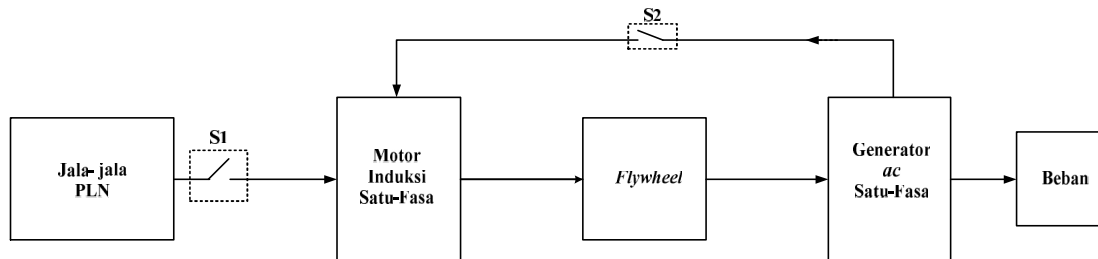 S2
S1
Jala-jala
PLN
Motor
Induksi
Satu-Fasa
Flywheel
Generator
ac
Satu-Fasa
Beban